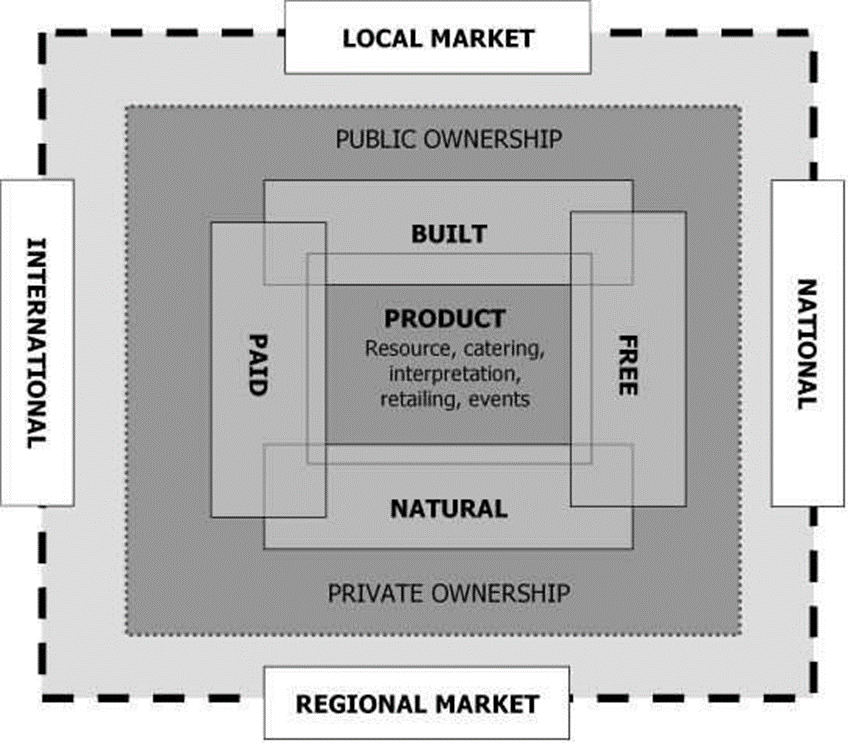 LOCAL MARKET
PUBLIC OWNERSHIP
BUILT
INTERNATIONAL
PAID
PRODUCT
Resource, catering,
interpretation,
retailing, events
FREE
NATIONAL
NATURAL
PRIVATE OWNERSHIP
REGIONAL MARKET